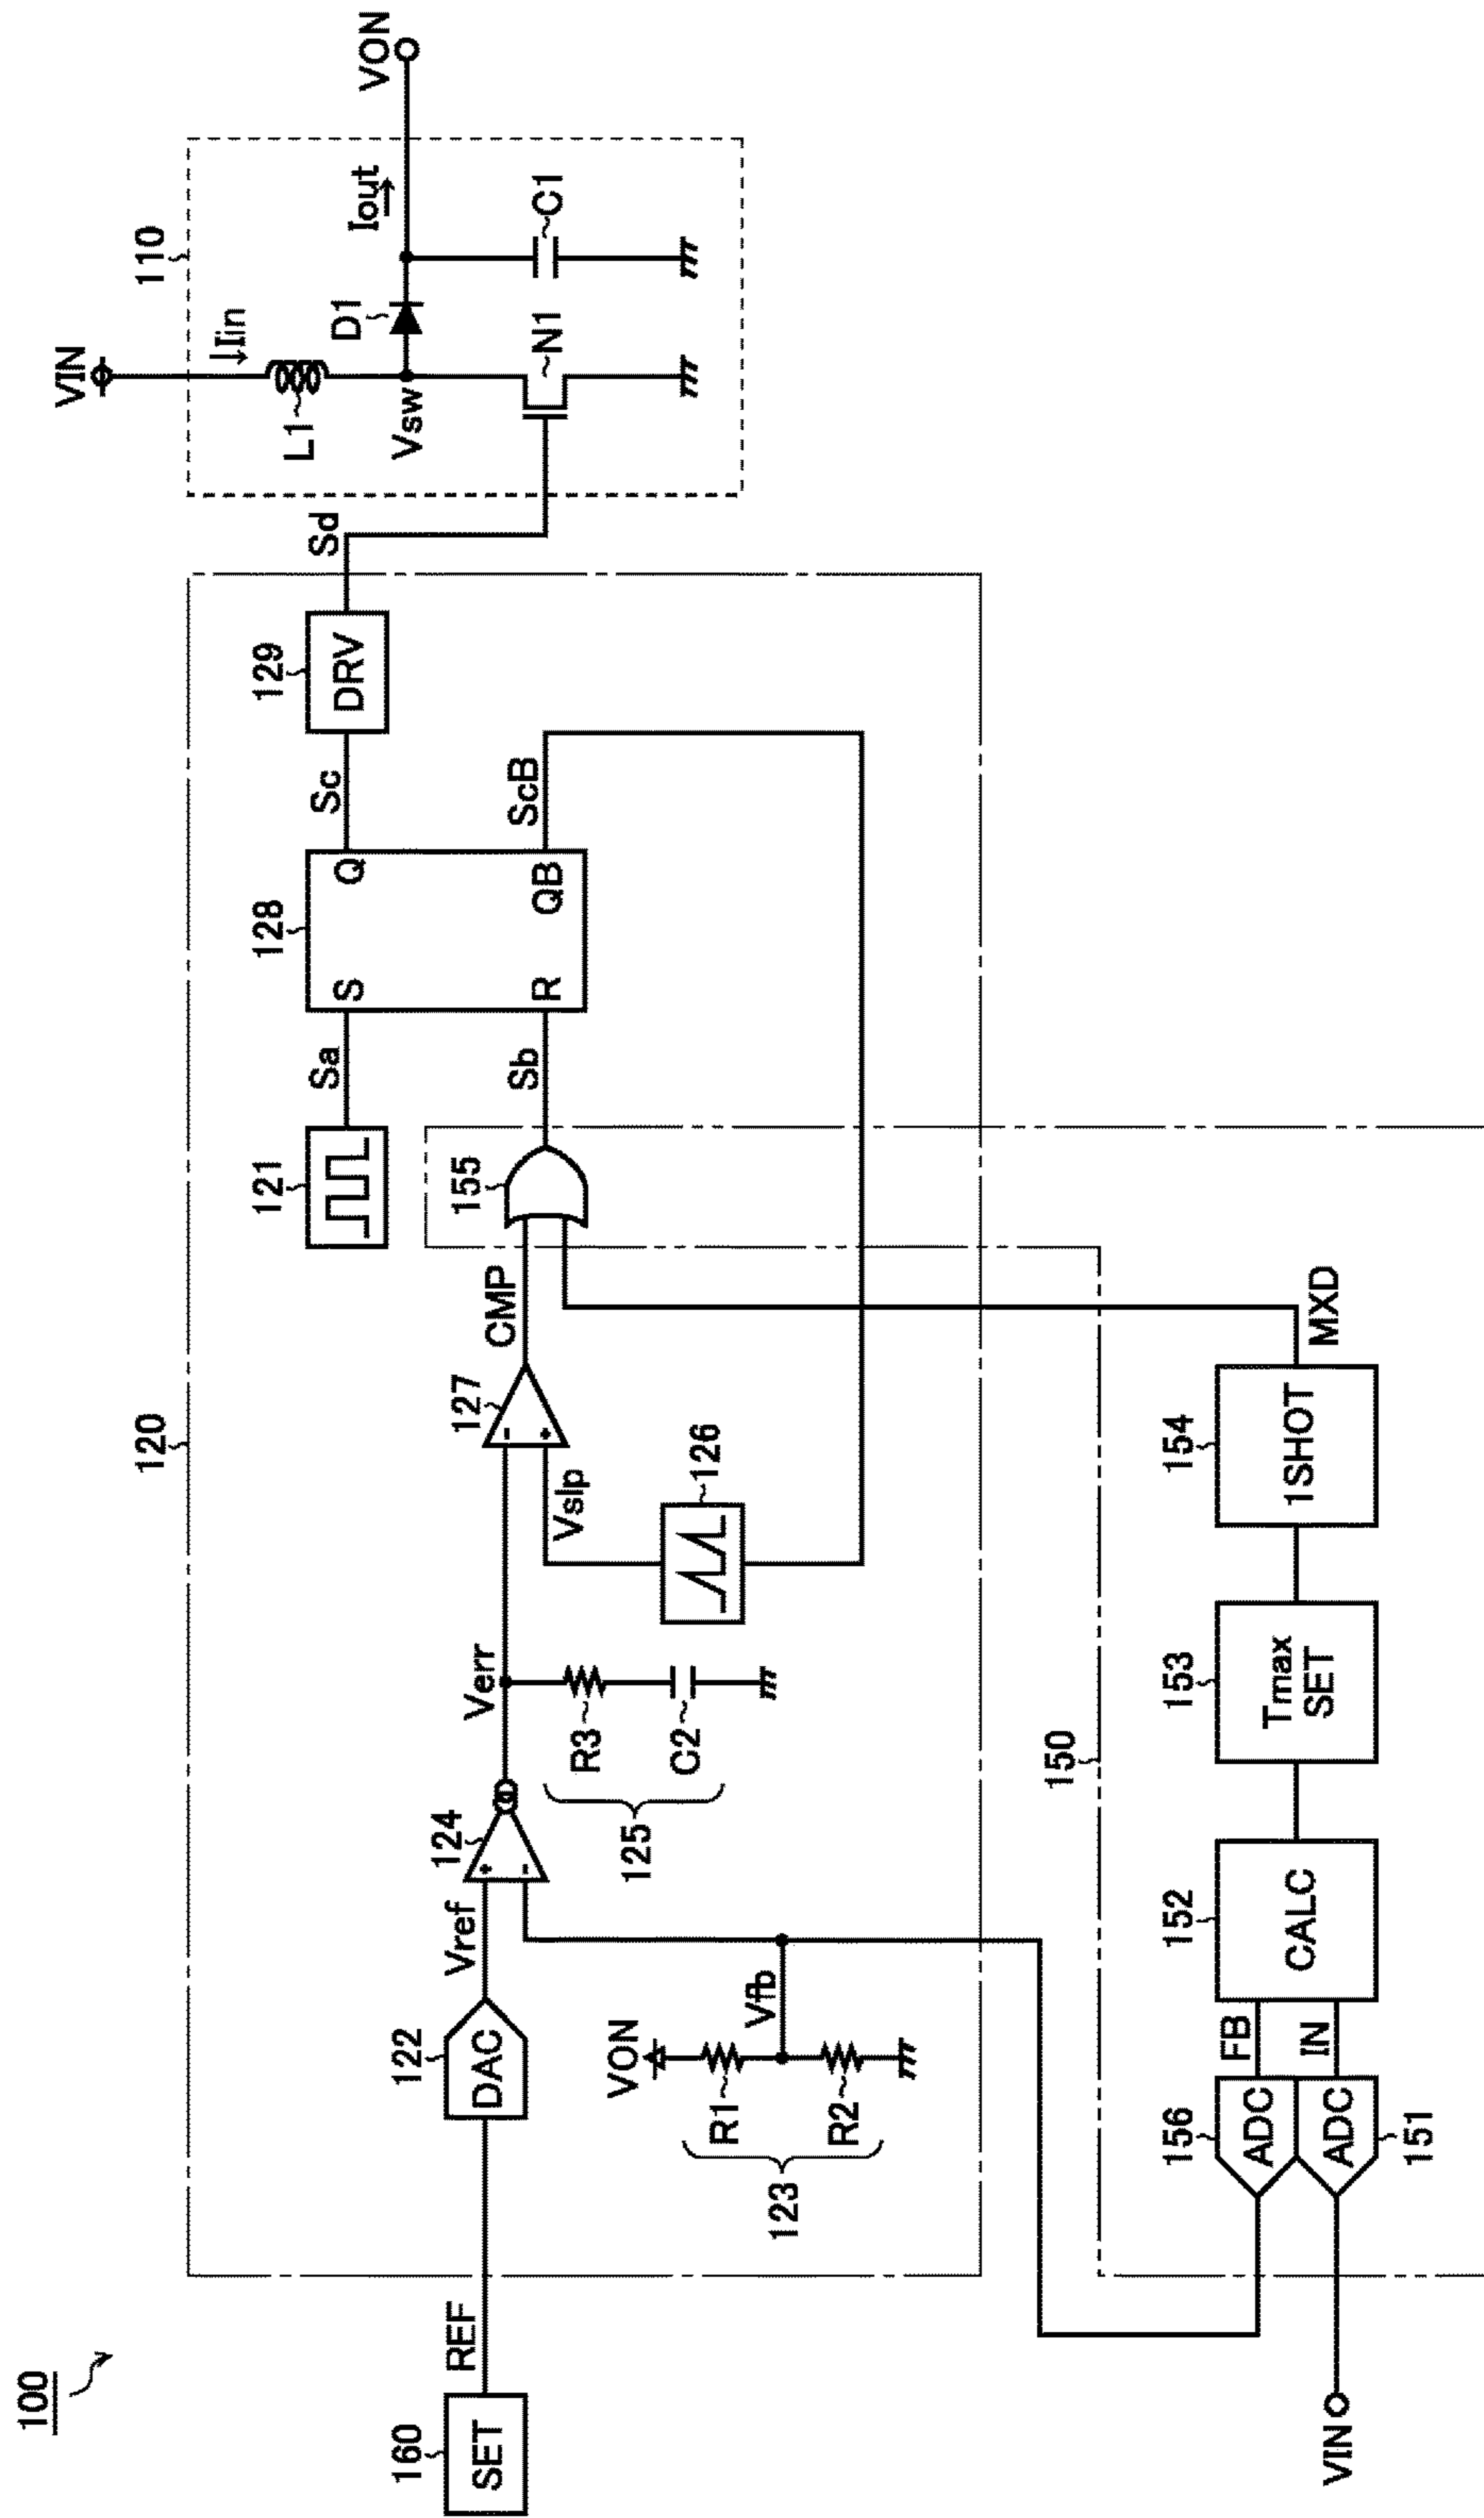 100
160
SET
REF
120
122
DAC
Vref
124
Verr
R3
C2
125
VON
R1
R2
123
Vfb
127
CMP
Vslp
126
121
Sa
155
Sb
128
S
Q
R
QB
Sc
ScB
129
DRV
Sd
110
VIN
Iin
L1
Vsw
D1
N1
Iout
C1
VON
150
VIN
156
ADC
ADC
151
FB
IN
152
CALC
153
Tmax
SET
154
1SHOT
MXD